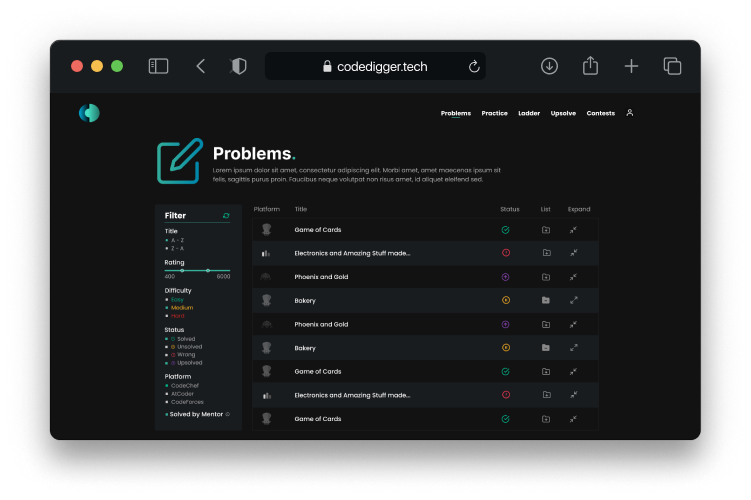 codedigger.tech
Problems Practice Ladder Upsolve Contests
Problems.
Lorem ipsum dolor sit amet, consectetur adipiscing elit. Morbi amet, amet maecenas ipsum sit
felis, sagittis purus proin. Faucibus neque volutpat non risus amet, id aliquet eleifend sed.
Filter
Title
A - Z
Z - A
Rating
400 6000
Difficulty
Easy
Medium
Hard
Status
Solved
Unsolved
Wrong
Upsolved
Platform
CodeChef
AtCoder
CodeForces
Solved by Mentor
Platform Title Status List Expand
Game of Cards
Electronics and Amazing Stuff made...
Phoenix and Gold
Bakery
Phoenix and Gold
Bakery
Game of Cards
Electronics and Amazing Stuff made...
Game of Cards